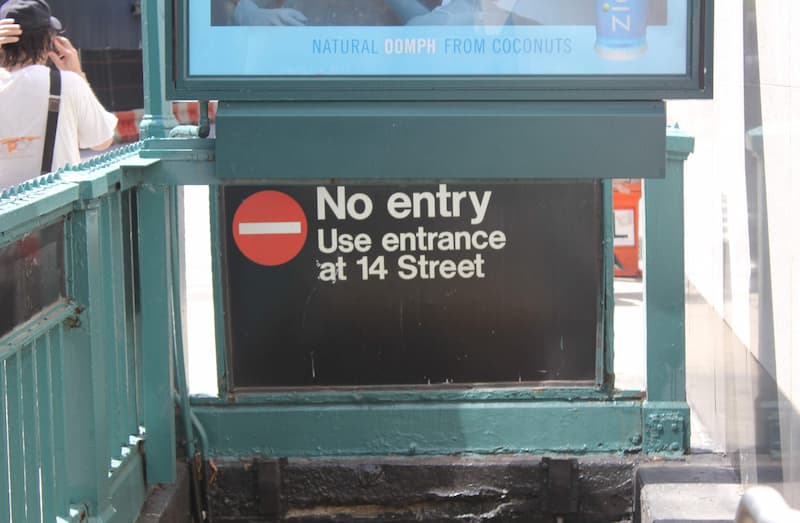 NATURAL OOMPH FROM COCONUTS
No entry
Use entrance
at 14 Street